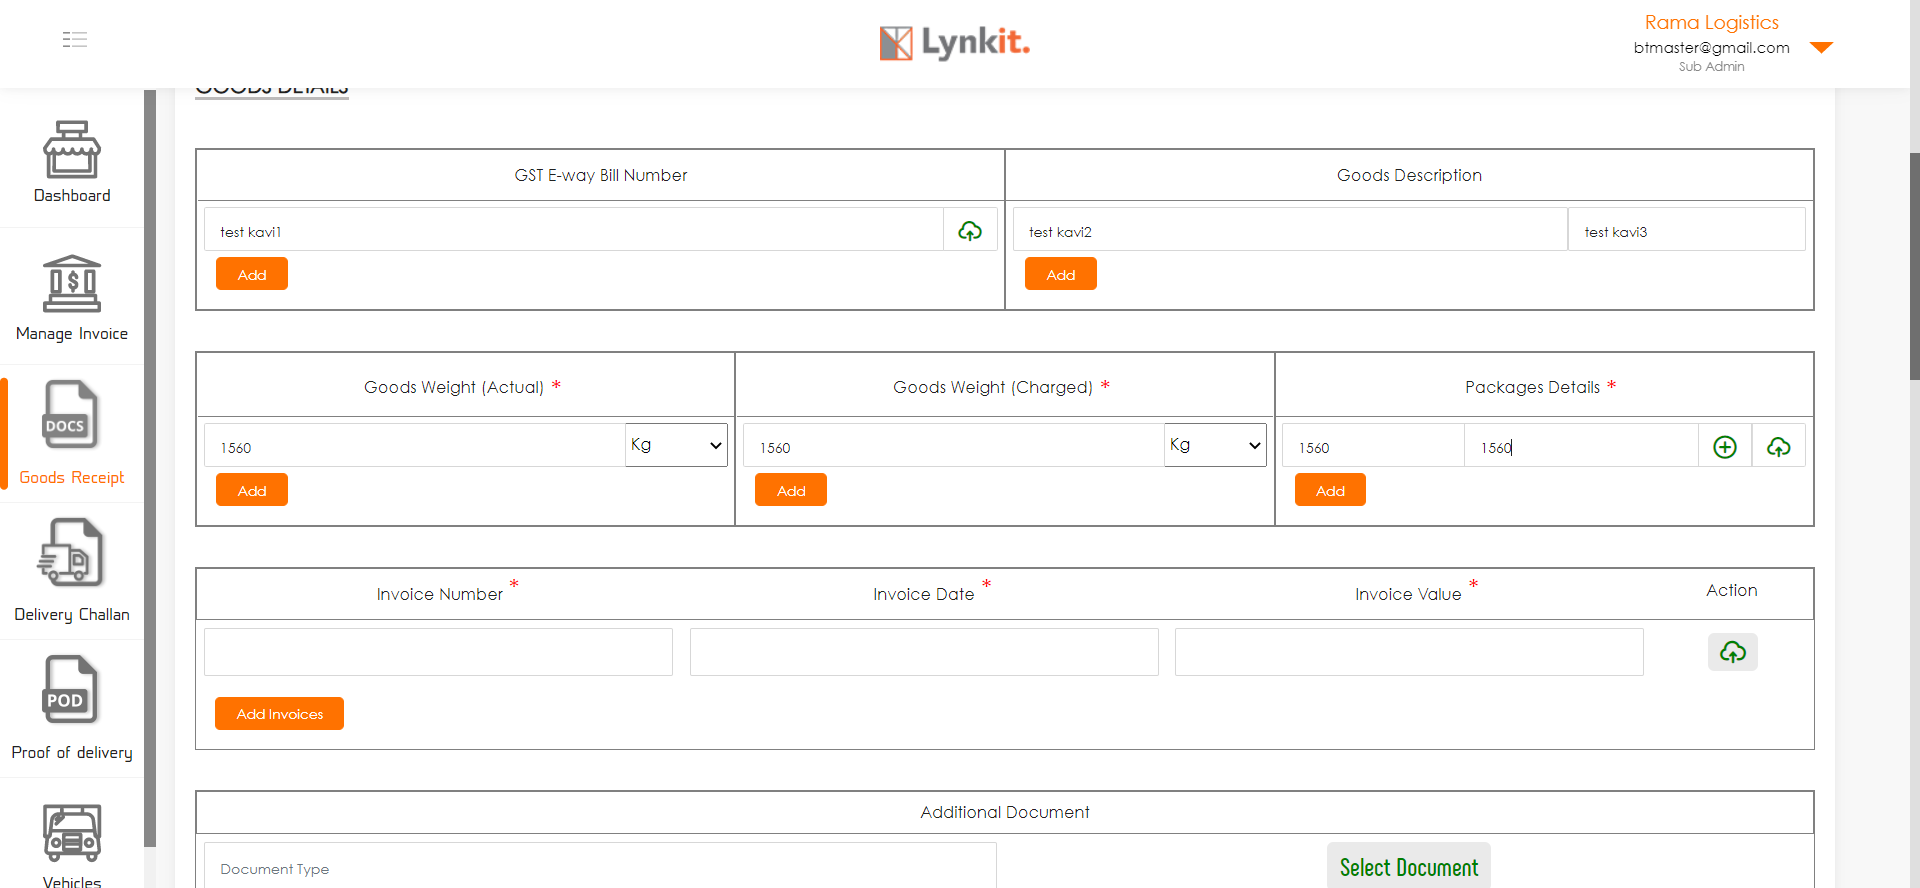 Lynkit.
Rama Logistics
btmaster@gmail.com
Sub Admin
GOODS DETAILS
Dashboard
Manage Invoice
DOCS
Goods Receipt
Delivery Challan
POD
Proof of delivery
Vehicles
GST E-way Bill Number
Goods Description
test kavi1
test kavi2
test kavi3
Add
Add
Goods Weight (Actual) *
Goods Weight (Charged) *
Packages Details *
1560
Kg
1560
Kg
1560
1560
Add
Add
Add
Invoice Number *
Invoice Date *
Invoice Value *
Action
Add Invoices
Additional Document
Document Type
Select Document